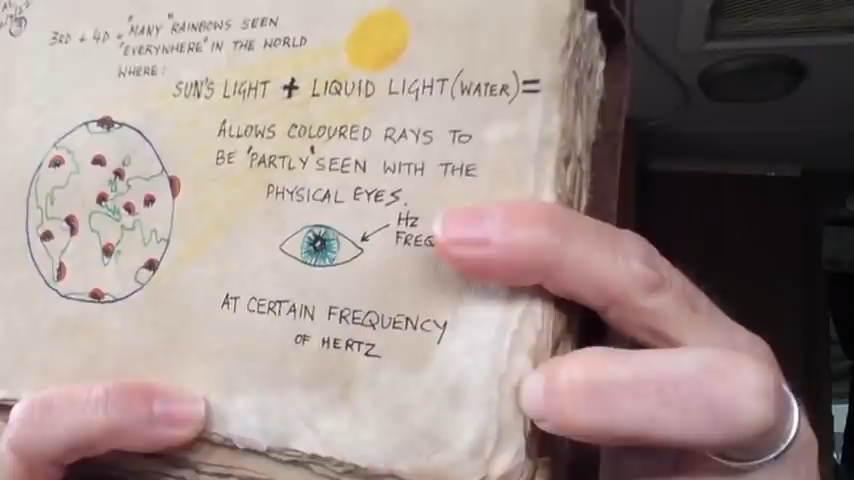 3RD + 4D = "MANY" RAINBOWS SEEN
"EVERYWHERE" IN THE WORLD
WHERE:
SUN'S LIGHT + LIQUID LIGHT (WATER) =
ALLOWS COLOURED RAYS TO
BE 'PARTLY' SEEN WITH THE
PHYSICAL EYES.
HZ
FREQ
AT CERTAIN FREQUENCY
OF HERTZ